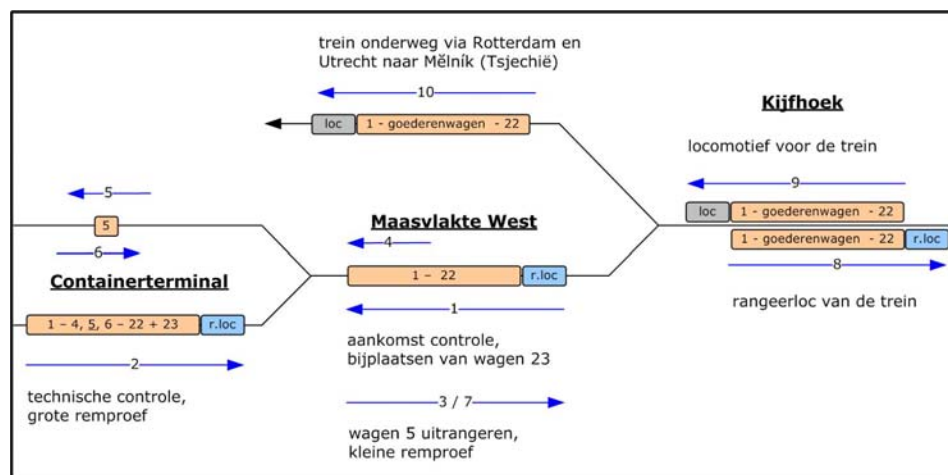 trein onderweg via Rotterdam en
Utrecht naar Mělník (Tsjechië)
10
loc
1 - goederenwagen - 22
Kijfhoek
locomotief voor de trein
9
loc
1 - goederenwagen - 22
1 - goederenwagen - 22
r.loc
8
rangeerloc van de trein
5
5
6
Containerterminal
1 – 4, 5, 6 – 22 + 23
r.loc
2
technische controle,
grote remproef
Maasvlakte West
4
1 – 22
r.loc
1
aankomst controle,
bijplaatsen van wagen 23
3 / 7
wagen 5 uitrangeren,
kleine remproef